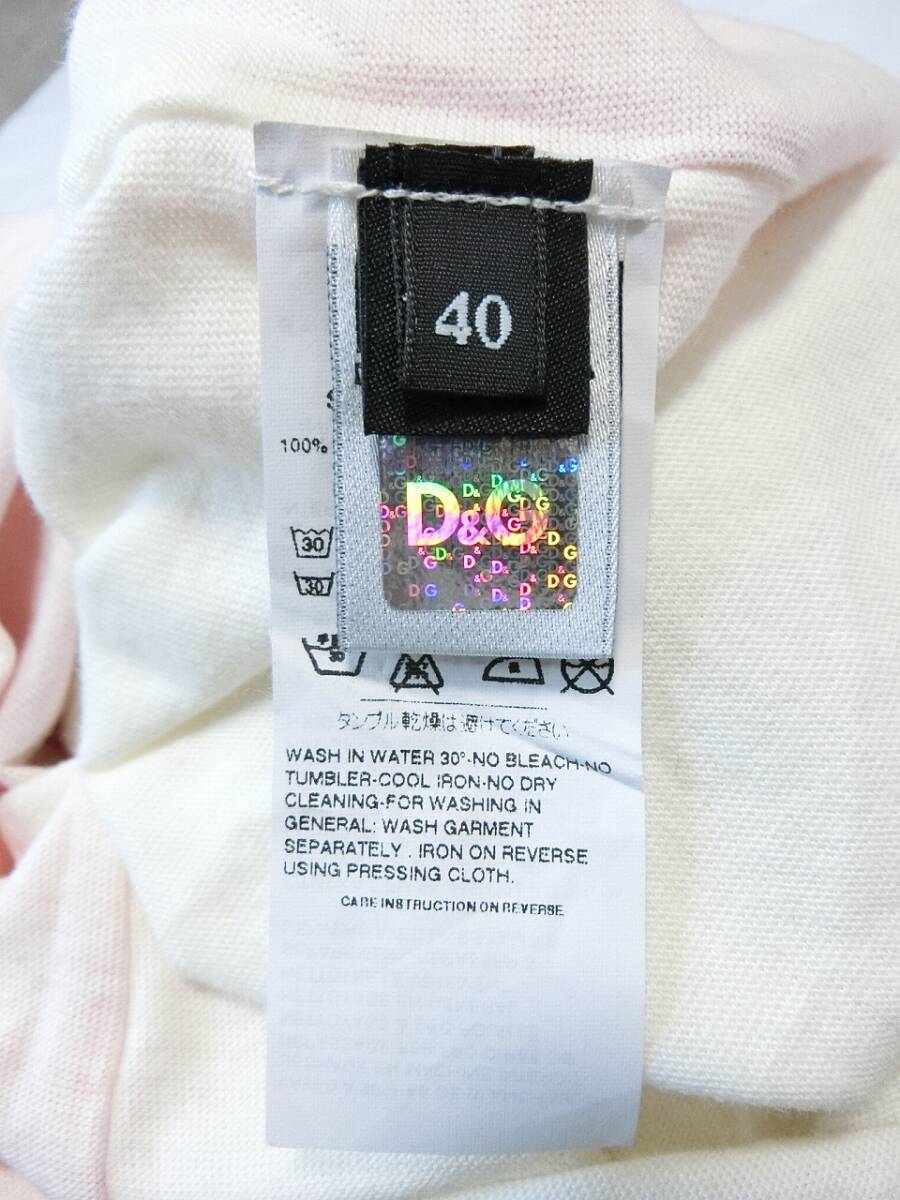 40
100%
D&G
30
30
30
タンブル乾燥は避けてください
WASH IN WATER 30°-NO BLEACH-NO
TUMBLER-COOL IRON-NO DRY
CLEANING-FOR WASHING IN
GENERAL: WASH GARMENT
SEPARATELY . IRON ON REVERSE
USING PRESSING CLOTH.
CARE INSTRUCTION ON REVERSE